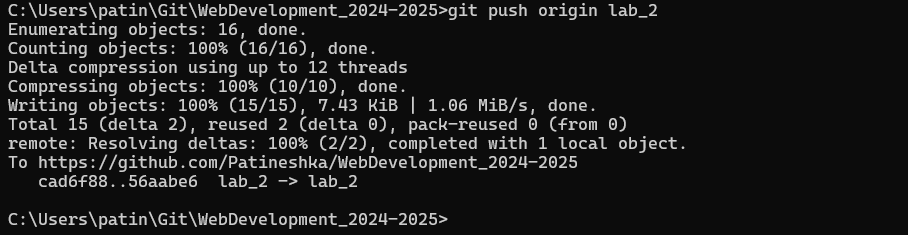 C:\Users\patin\Git\WebDevelopment_2024-2025>git push origin lab_2
Enumerating objects: 16, done.
Counting objects: 100% (16/16), done.
Delta compression using up to 12 threads
Compressing objects: 100% (10/10), done.
Writing objects: 100% (15/15), 7.43 KiB | 1.06 MiB/s, done.
Total 15 (delta 2), reused 2 (delta 0), pack-reused 0 (from 0)
remote: Resolving deltas: 100% (2/2), completed with 1 local object.
To https://github.com/Patineshka/WebDevelopment_2024-2025
   cad6f88..56aabe6  lab_2 -> lab_2
C:\Users\patin\Git\WebDevelopment_2024-2025>